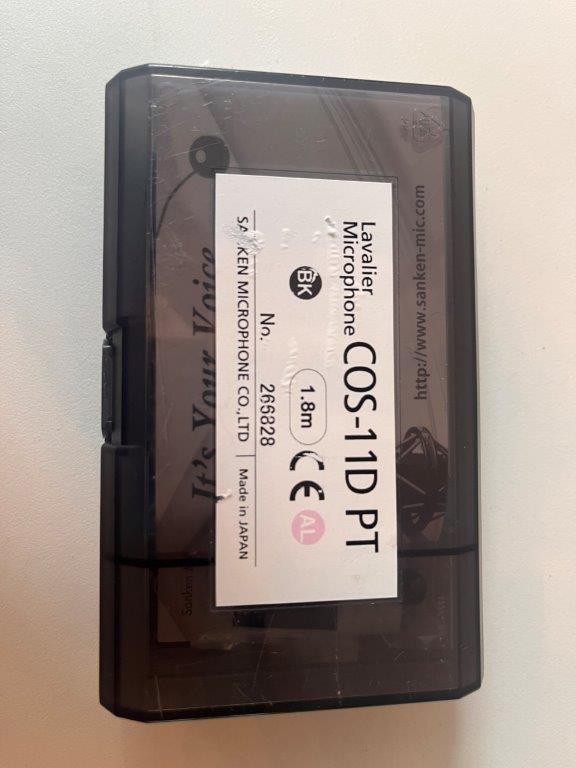 Lavalier
Microphone COS-11D PT
BK 1.8m CE AL
No. 266828
SANKEN MICROPHONE CO.,LTD | Made in JAPAN
http://www.sanken-mic.com
It's Your Voice
Sanken